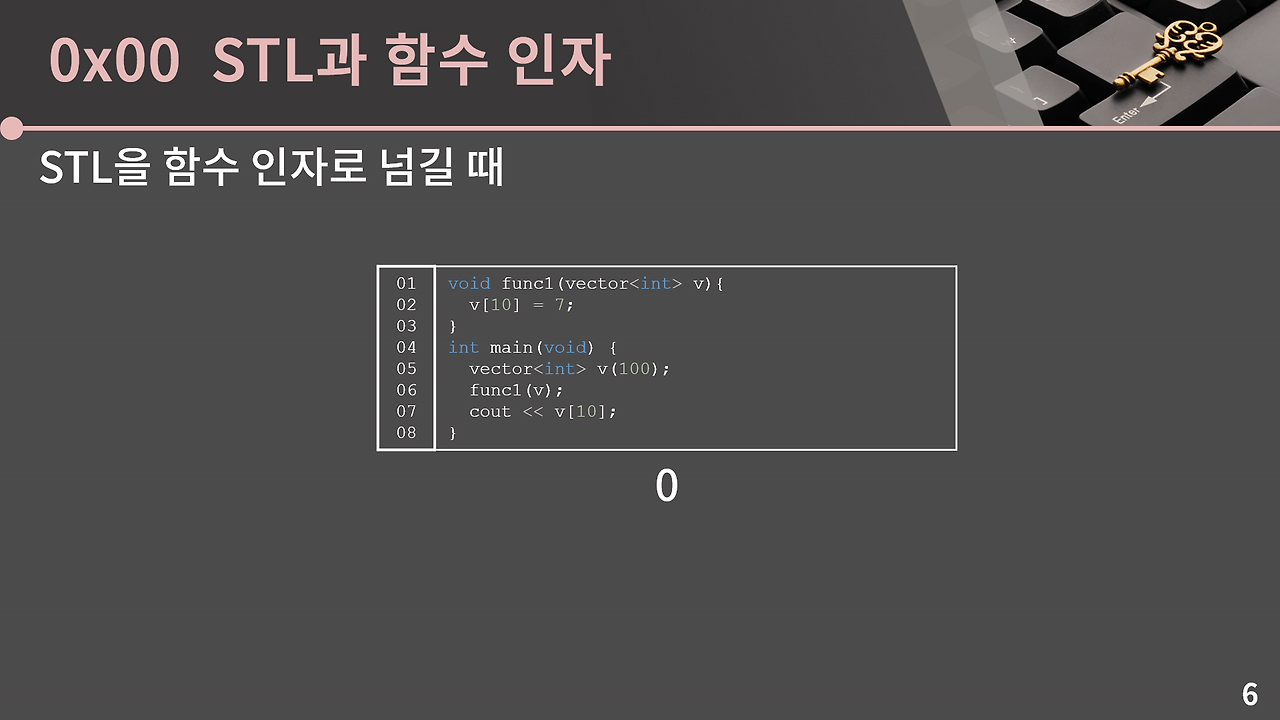 0x00 STL과 함수 인자
Enter
STL을 함수 인자로 넘길 때
01 void func1(vector<int> v){
02   v[10] = 7;
03 }
04 int main(void) {
05   vector<int> v(100);
06   func1(v);
07   cout << v[10];
08 }
0
6